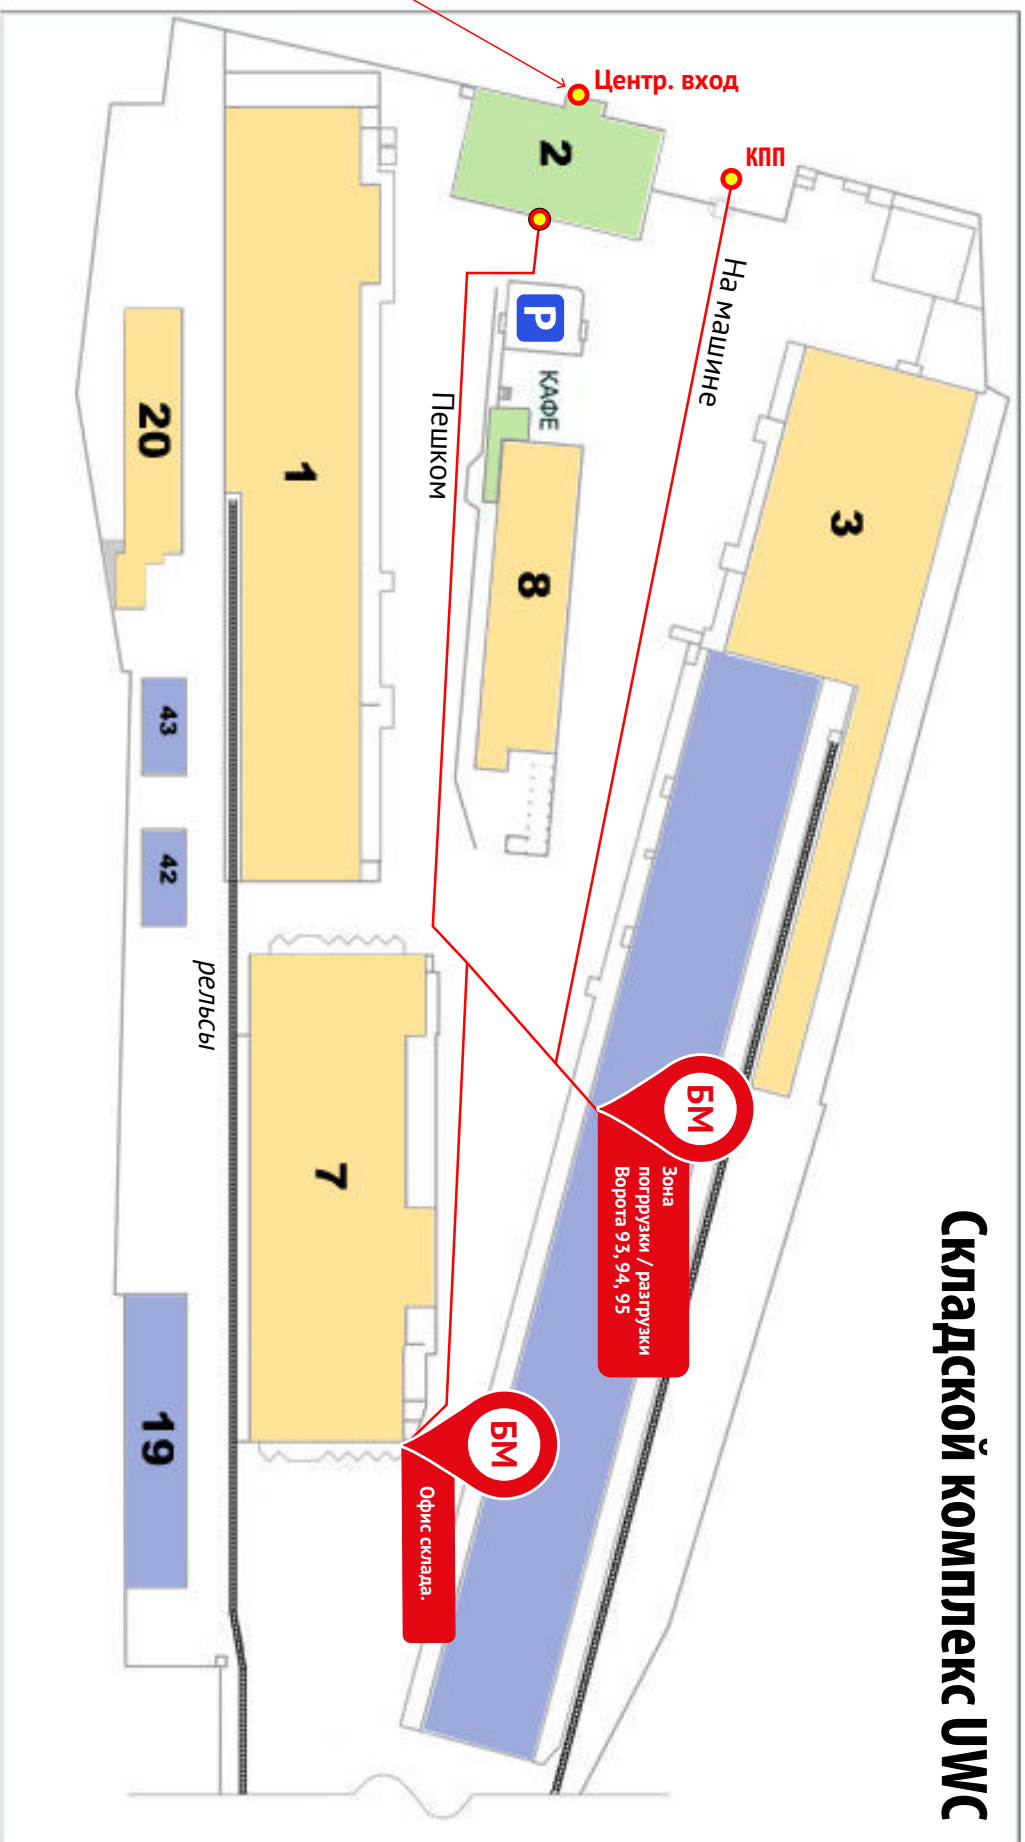 Складской комплекс UWC
Центр. вход
КПП
На машине
Пешком
P
КАФЕ
2
3
1
20
8
43
42
рельсы
7
19
БМ
Зона
погррузки / разгрузки
Ворота 93, 94, 95
БМ
Офис склада.